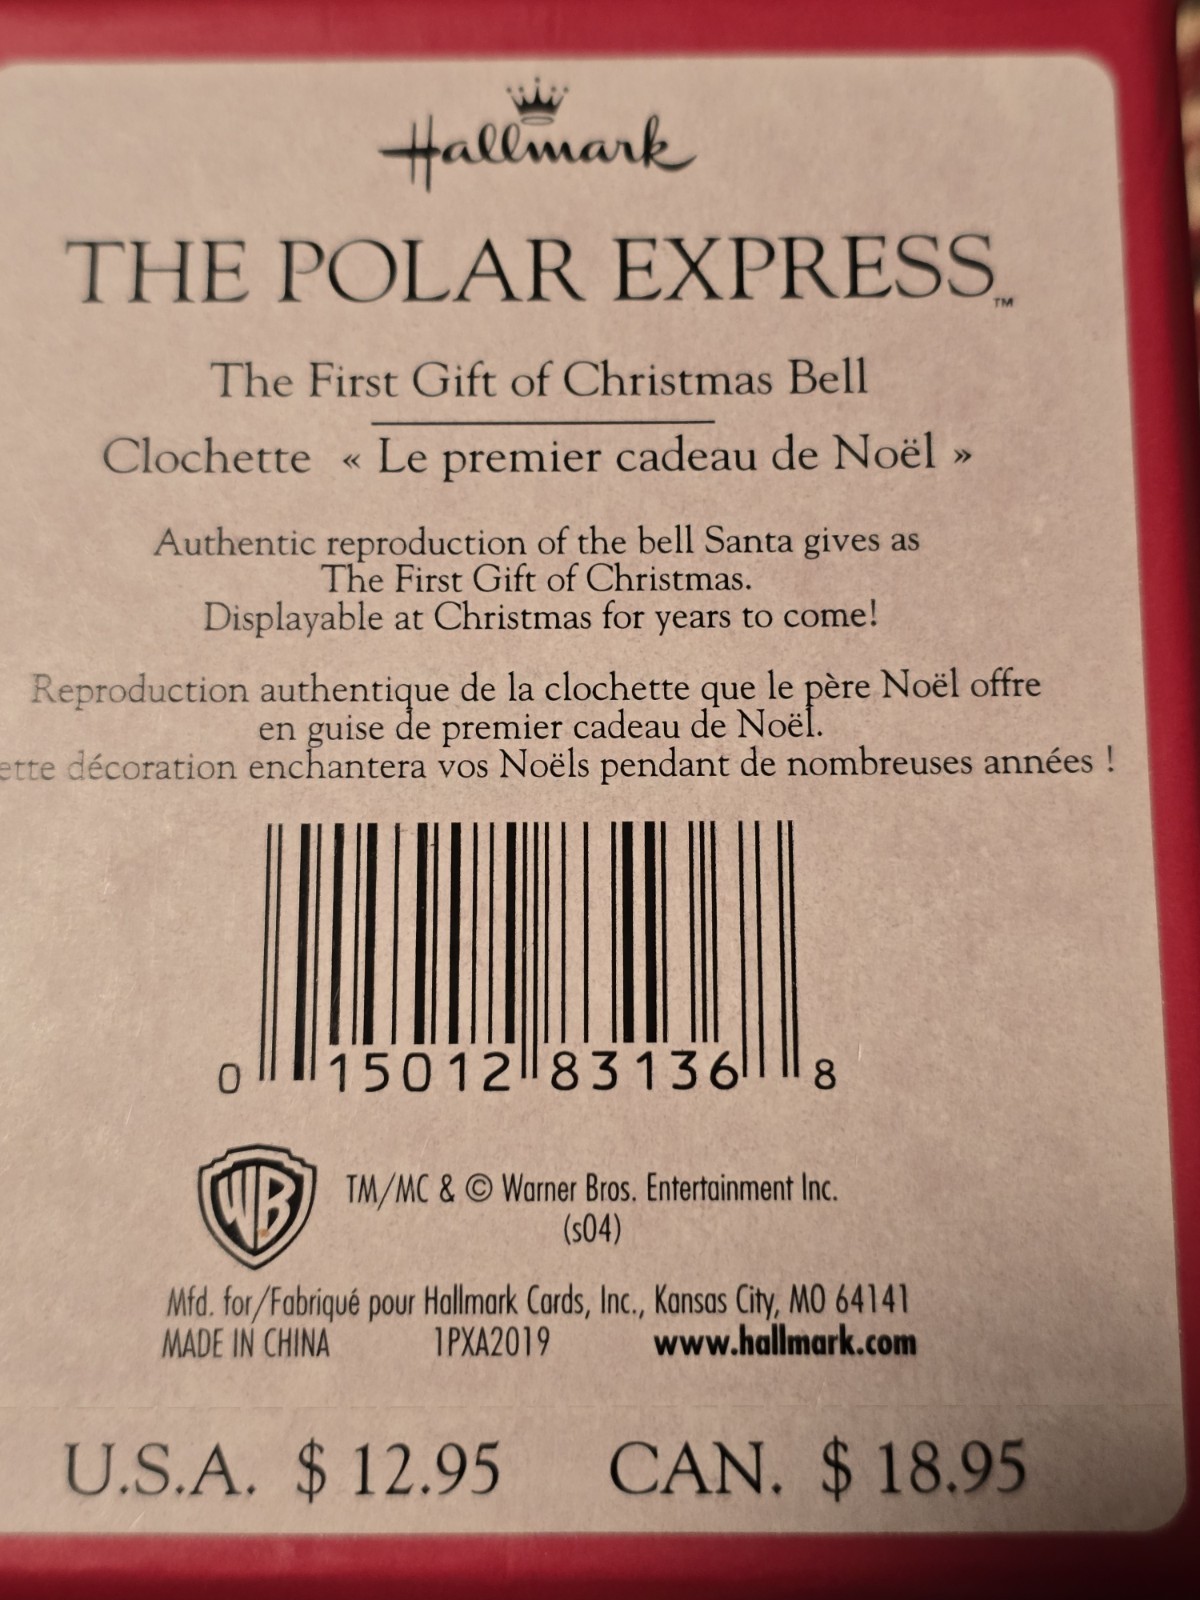 Hallmark
THE POLAR EXPRESS™
The First Gift of Christmas Bell
Clochette « Le premier cadeau de Noël »
Authentic reproduction of the bell Santa gives as
The First Gift of Christmas.
Displayable at Christmas for years to come!
Reproduction authentique de la clochette que le père Noël offre
en guise de premier cadeau de Noël.
décoration enchantera vos Noëls pendant de nombreuses années !
0 15012 83136 8
WB TM/MC & © Warner Bros. Entertainment Inc.
(s04)
Mfd. for/Fabriqué pour Hallmark Cards, Inc., Kansas City, MO 64141
MADE IN CHINA 1PXA2019 www.hallmark.com
U.S.A. $ 12.95 CAN. $ 18.95